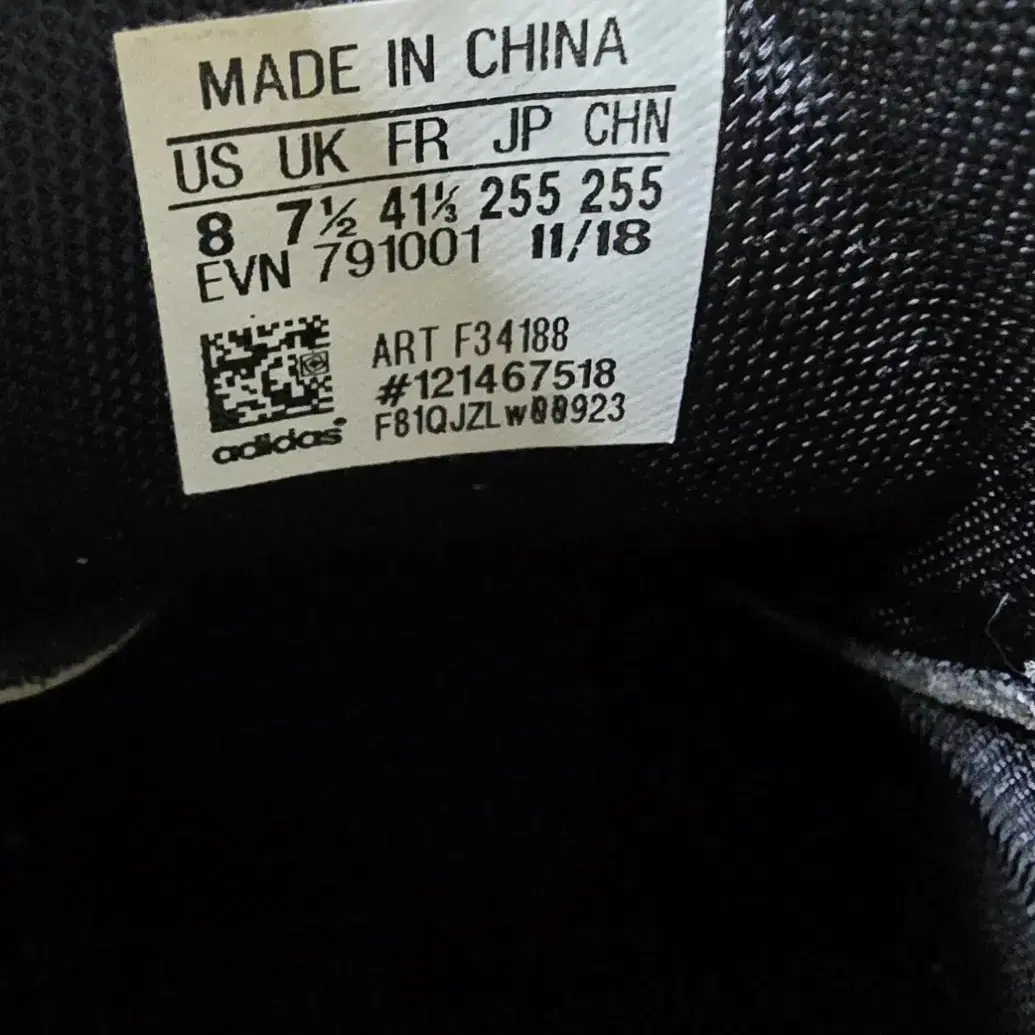 MADE IN CHINA
US UK FR JP CHN
8 7½ 41⅓ 255 255
EVN 791001 11/18
ART F34188
#121467518
adidas